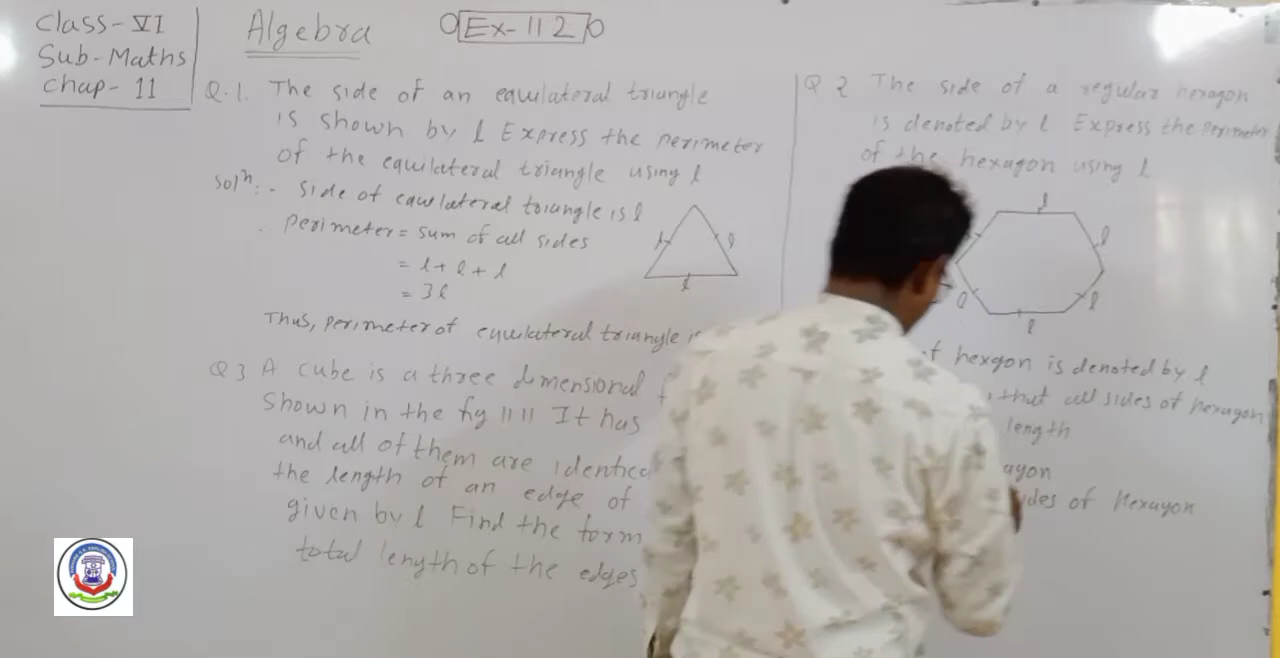 Class-VI
Sub-Maths
Chap- 11
Algebra
Ex-11 2
Q.1. The side of an equilateral triangle
is shown by l Express the perimeter
of the equilateral triangle using l
Solⁿ:- Side of equilateral triangle is l
Perimeter = sum of all sides
= l + l + l
= 3l
Thus, perimeter of equilateral triangle is
l
l
l
Q 3 A cube is a three dimensional
Shown in the fig 11 11 It has
and all of them are identica
the length of an edge of
given by l Find the form
total length of the edges
Q 2 The side of a regular hexagon
is denoted by l Express the perimeter
of the hexagon using l
l
l
l
l
l
of hexgon is denoted by l
that all sides of hexagon
length
agon
sides of Hexagon